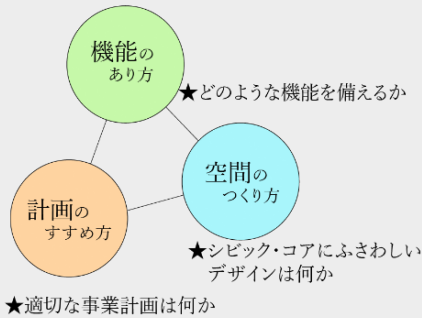 機能の
あり方
★どのような機能を備えるか
空間の
つくり方
計画の
すすめ方
★シビック・コアにふさわしい
デザインは何か
★適切な事業計画は何か